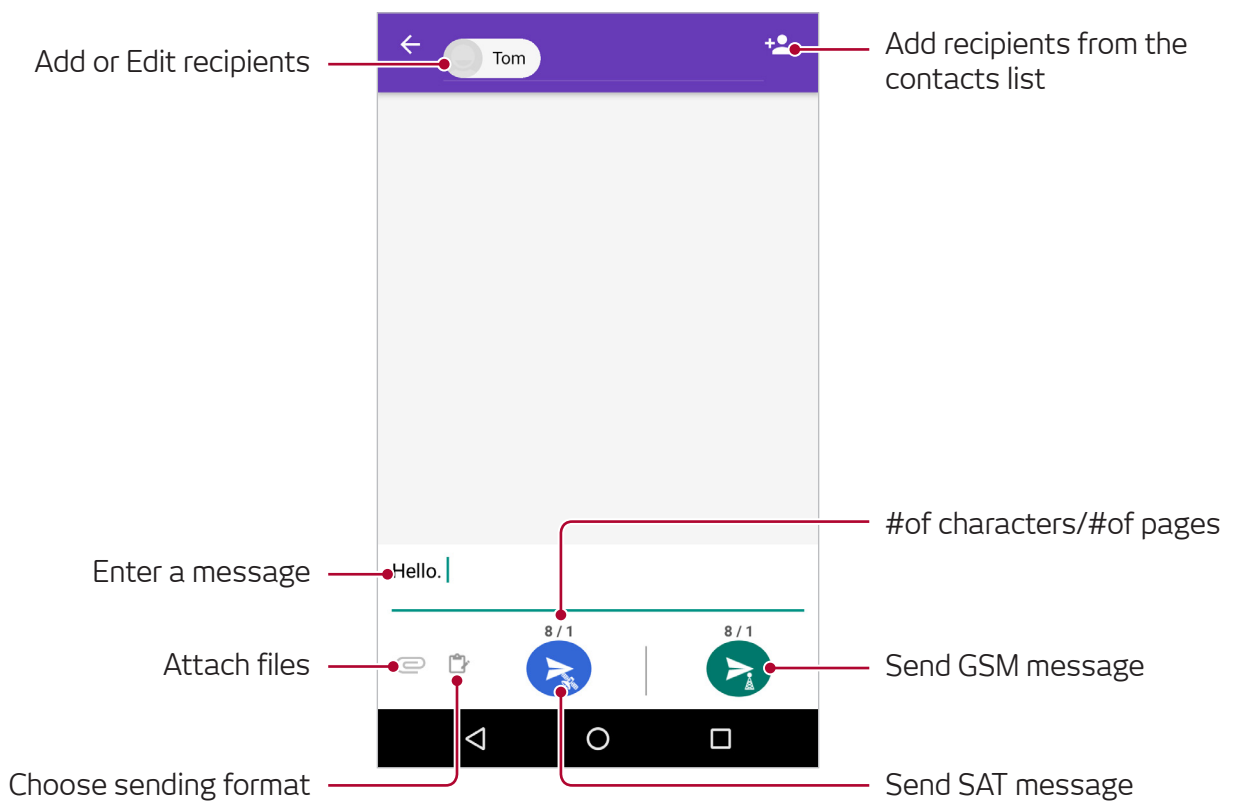 Add or Edit recipients
Tom
Add recipients from the
contacts list
#of characters/#of pages
Enter a message
Hello.
8 / 1
8 / 1
Attach files
Send GSM message
Choose sending format
Send SAT message